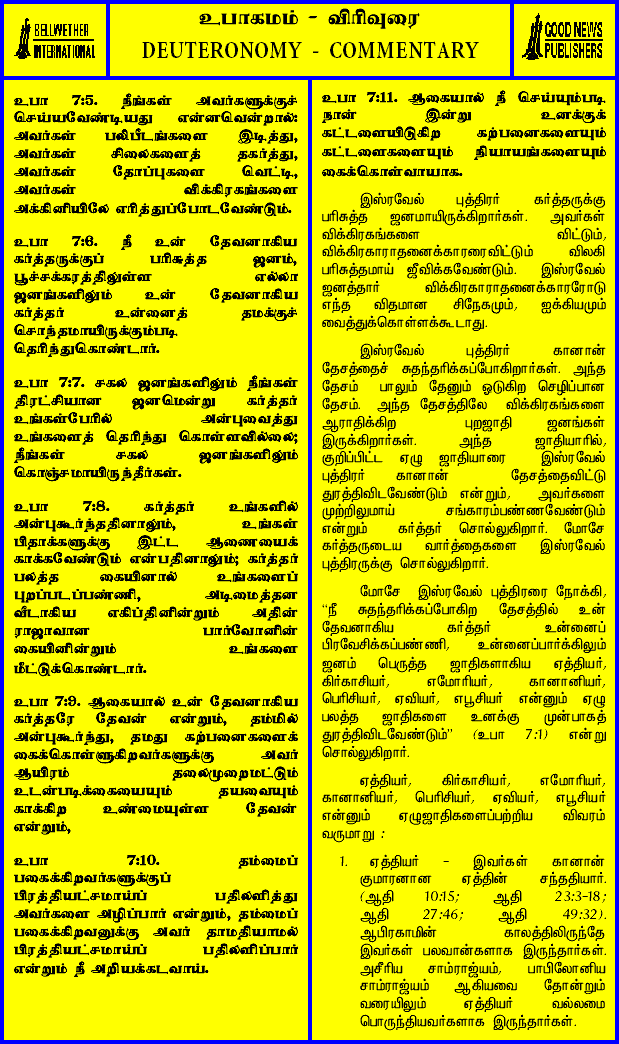 BELLWETHER
INTERNATIONAL
உபாகமம் - விரிவுரை
DEUTERONOMY - COMMENTARY
GOOD NEWS
PUBLISHERS
உபா 7:5. நீங்கள் அவர்களுக்குச்
செய்யவேண்டியது என்னவென்றால்:
அவர்கள் பலிபீடங்களை இடித்து,
அவர்கள் சிலைகளைத் தகர்த்து,
அவர்கள் தோப்புகளை வெட்டி,
அவர்கள் விக்கிரகங்களை
அக்கினியிலே எரித்துப்போடவேண்டும்.
உபா 7:6. நீ உன் தேவனாகிய
கர்த்தருக்குப் பரிசுத்த ஜனம்,
பூச்சக்கரத்திலுள்ள எல்லா
ஜனங்களிலும் உன் தேவனாகிய
கர்த்தர் உன்னைத் தமக்குச்
சொந்தமாயிருக்கும்படி
தெரிந்துகொண்டார்.
உபா 7:7. சகல ஜனங்களிலும் நீங்கள்
திரட்சியான ஜனமென்று கர்த்தர்
உங்கள்பேரில் அன்புவைத்து
உங்களைத் தெரிந்து கொள்ளவில்லை;
நீங்கள் சகல ஜனங்களிலும்
கொஞ்சமாயிருந்தீர்கள்.
உபா 7:8. கர்த்தர் உங்களில்
அன்புகூர்ந்ததினாலும், உங்கள்
பிதாக்களுக்கு இட்ட ஆணையைக்
காக்கவேண்டும் என்பதினாலும்; கர்த்தர்
பலத்த கையினால் உங்களைப்
புறப்படப்பண்ணி, அடிமைத்தன
வீடாகிய எகிப்தினின்றும் அதின்
ராஜாவான பார்வோனின்
கையினின்றும் உங்களை
மீட்டுக்கொண்டார்.
உபா 7:9. ஆகையால் உன் தேவனாகிய
கர்த்தரே தேவன் என்றும், தம்மில்
அன்புகூர்ந்து, தமது கற்பனைகளைக்
கைக்கொள்ளுகிறவர்களுக்கு அவர்
ஆயிரம் தலைமுறைமட்டும்
உடன்படிக்கையையும் தயவையும்
காக்கிற உண்மையுள்ள தேவன்
என்றும்,
உபா 7:10. தம்மைப்
பகைக்கிறவர்களுக்குப்
பிரத்தியட்சமாய்ப் பதிலளித்து
அவர்களை அழிப்பார் என்றும், தம்மைப்
பகைக்கிறவனுக்கு அவர் தாமதியாமல்
பிரத்தியட்சமாய்ப் பதிலளிப்பார்
என்றும் நீ அறியக்கடவாய்.
உபா 7:11. ஆகையால் நீ செய்யும்படி
நான் இன்று உனக்குக்
கட்டளையிடுகிற கற்பனைகளையும்
கட்டளைகளையும் நியாயங்களையும்
கைக்கொள்வாயாக.
இஸ்ரவேல் புத்திரர் கர்த்தருக்கு
பரிசுத்த ஜனமாயிருக்கிறார்கள். அவர்கள்
விக்கிரகங்களை விட்டும்,
விக்கிரகாராதனைக்காரரைவிட்டும் விலகி
பரிசுத்தமாய் ஜீவிக்கவேண்டும். இஸ்ரவேல்
ஜனத்தார் விக்கிரகாராதனைக்காரரோடு
எந்த விதமான சிநேகமும், ஐக்கியமும்
வைத்துக்கொள்ளக்கூடாது.
இஸ்ரவேல் புத்திரர் கானான்
தேசத்தைச் சுதந்தரிக்கப்போகிறார்கள். அந்த
தேசம் பாலும் தேனும் ஓடுகிற செழிப்பான
தேசம். அந்த தேசத்திலே விக்கிரகங்களை
ஆராதிக்கிற புறஜாதி ஜனங்கள்
இருக்கிறார்கள். அந்த ஜாதியாரில்,
குறிப்பிட்ட ஏழு ஜாதியாரை இஸ்ரவேல்
புத்திரர் கானான் தேசத்தைவிட்டு
துரத்திவிடவேண்டும் என்றும், அவர்களை
முற்றிலுமாய் சங்காரம்பண்ணவேண்டும்
என்றும் கர்த்தர் சொல்லுகிறார். மோசே
கர்த்தருடைய வார்த்தைகளை இஸ்ரவேல்
புத்திரருக்கு சொல்லுகிறார்.
மோசே இஸ்ரவேல் புத்திரரை நோக்கி,
“நீ சுதந்தரிக்கப்போகிற தேசத்தில் உன்
தேவனாகிய கர்த்தர் உன்னைப்
பிரவேசிக்கப்பண்ணி, உன்னைப்பார்க்கிலும்
ஜனம் பெருத்த ஜாதிகளாகிய ஏத்தியர்,
கிர்காசியர், எமோரியர், கானானியர்,
பெரிசியர், ஏவியர், எபூசியர் என்னும் ஏழு
பலத்த ஜாதிகளை உனக்கு முன்பாகத்
துரத்திவிடவேண்டும்” (உபா 7:1) என்று
சொல்லுகிறார்.
ஏத்தியர், கிர்காசியர், எமோரியர்,
கானானியர், பெரிசியர், ஏவியர், எபூசியர்
என்னும் ஏழுஜாதிகளைப்பற்றிய விவரம்
வருமாறு :
1. ஏத்தியர் - இவர்கள் கானான்
குமாரனான ஏத்தின் சந்ததியார்.
(ஆதி 10:15; ஆதி 23:3-18;
ஆதி 27:46; ஆதி 49:32).
ஆபிரகாமின் காலத்திலிருந்தே
இவர்கள் பலவான்களாக இருந்தார்கள்.
அசீரிய சாம்ராஜ்யம், பாபிலோனிய
சாம்ராஜ்யம் ஆகியவை தோன்றும்
வரையிலும் ஏத்தியர் வல்லமை
பொருந்தியவர்களாக இருந்தார்கள்.